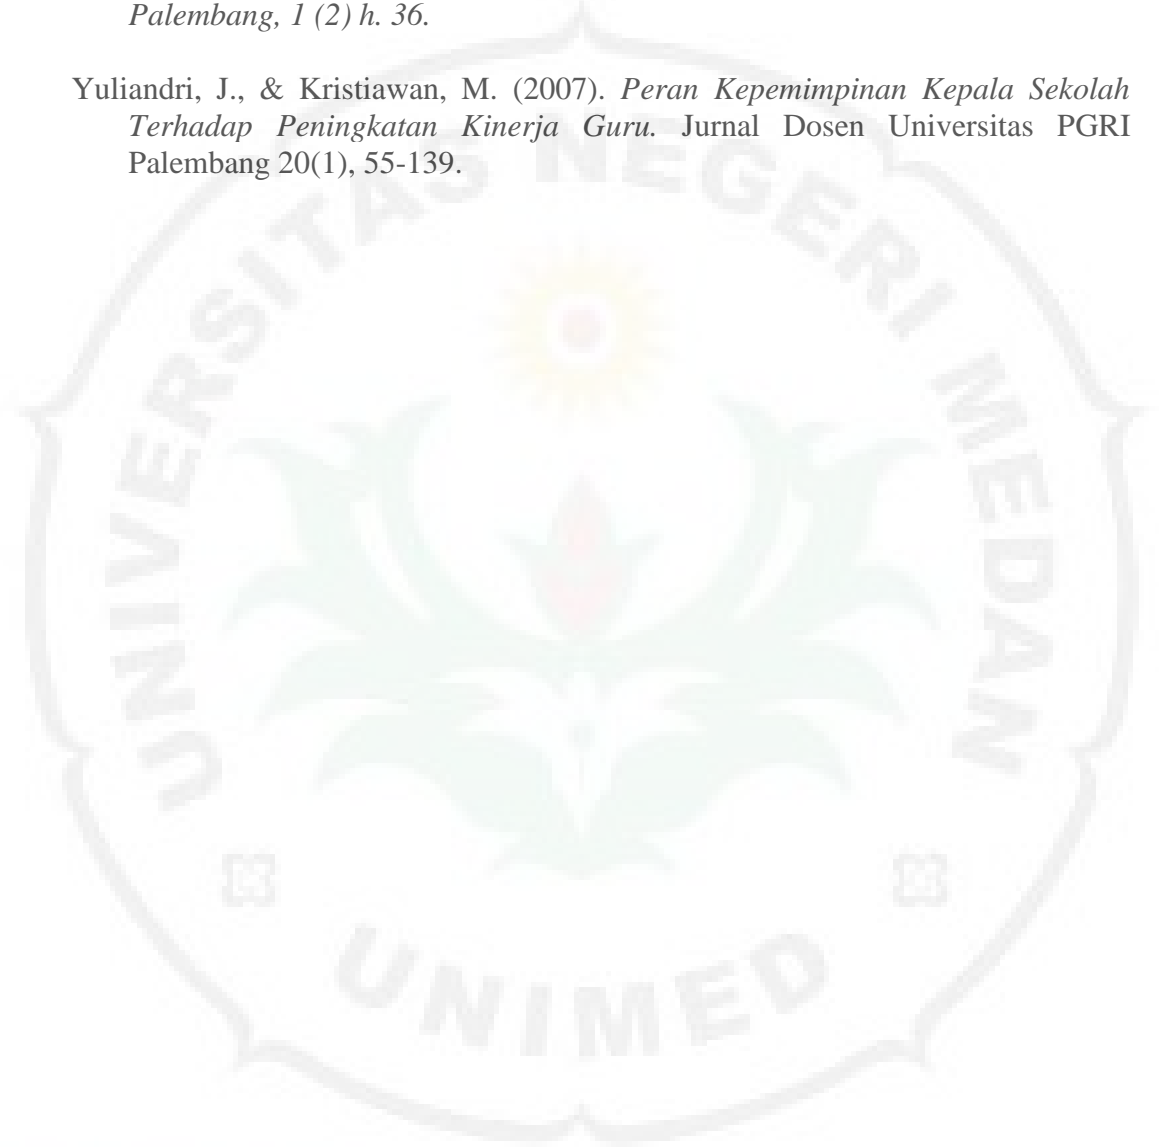 Palembang, 1 (2) h. 36.
Yuliandri, J., & Kristiawan, M. (2007). Peran Kepemimpinan Kepala Sekolah
Terhadap Peningkatan Kinerja Guru. Jurnal Dosen Universitas PGRI
Palembang 20(1), 55-139.
UNIVERSITAS NEGERI MEDAN
UNIMED